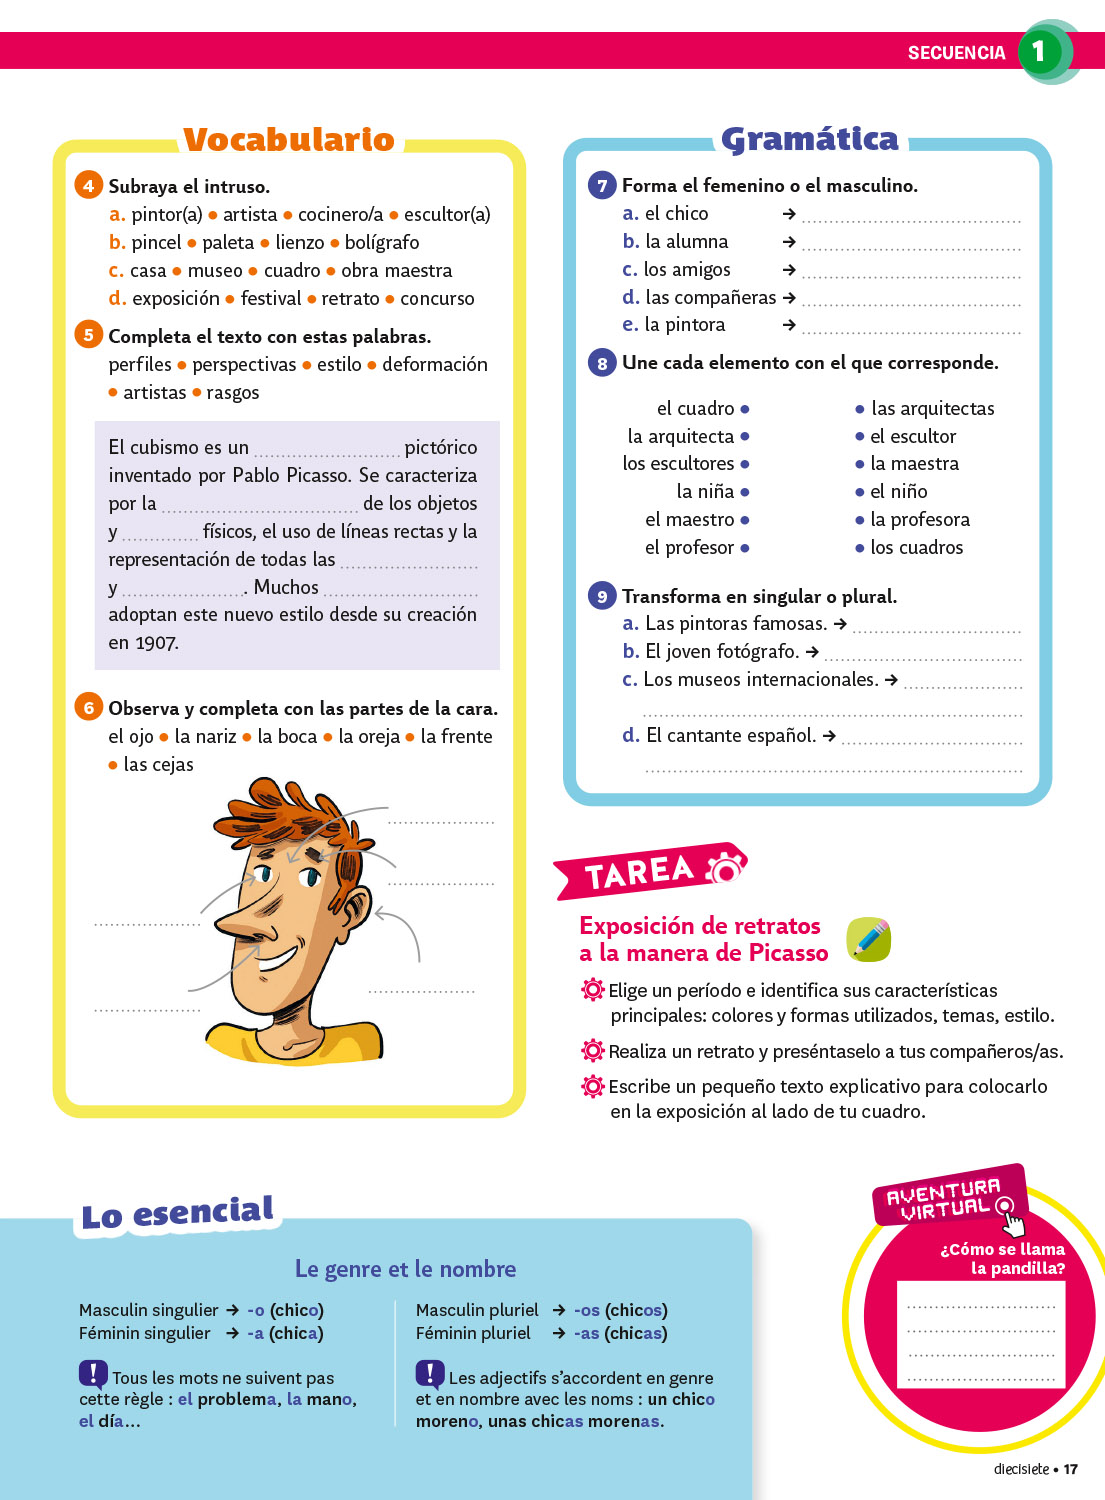 SECUENCIA 1
Vocabulario
4 Subraya el intruso.
a. pintor(a) • artista • cocinero/a • escultor(a)
b. pincel • paleta • lienzo • bolígrafo
c. casa • museo • cuadro • obra maestra
d. exposición • festival • retrato • concurso
5 Completa el texto con estas palabras.
perfiles • perspectivas • estilo • deformación
• artistas • rasgos
El cubismo es un .......................... pictórico
inventado por Pablo Picasso. Se caracteriza
por la ................................... de los objetos
y .............. físicos, el uso de líneas rectas y la
representación de todas las .........................
y ...................... . Muchos ............................
adoptan este nuevo estilo desde su creación
en 1907.
6 Observa y completa con las partes de la cara.
el ojo • la nariz • la boca • la oreja • la frente
• las cejas
Gramática
7 Forma el femenino o el masculino.
a. el chico → ........................................
b. la alumna → ........................................
c. los amigos → ........................................
d. las compañeras → ........................................
e. la pintora → ........................................
8 Une cada elemento con el que corresponde.
el cuadro • • las arquitectas
la arquitecta • • el escultor
los escultores • • la maestra
la niña • • el niño
el maestro • • la profesora
el profesor • • los cuadros
9 Transforma en singular o plural.
a. Las pintoras famosas. → ..............................
b. El joven fotógrafo. → ...................................
c. Los museos internacionales. → .....................
....................................................................
d. El cantante español. → ................................
....................................................................
TAREA
Exposición de retratos
a la manera de Picasso
Elige un período e identifica sus características
principales: colores y formas utilizados, temas, estilo.
Realiza un retrato y preséntaselo a tus compañeros/as.
Escribe un pequeño texto explicativo para colocarlo
en la exposición al lado de tu cuadro.
Lo esencial
Le genre et le nombre
Masculin singulier → -o (chico)
Féminin singulier → -a (chica)
! Tous les mots ne suivent pas
cette règle : el problema, la mano,
el día...
Masculin pluriel → -os (chicos)
Féminin pluriel → -as (chicas)
! Les adjectifs s'accordent en genre
et en nombre avec les noms : un chico
moreno, unas chicas morenas.
AVENTURA
VIRTUAL
¿Cómo se llama
la pandilla?
diecisiete • 17